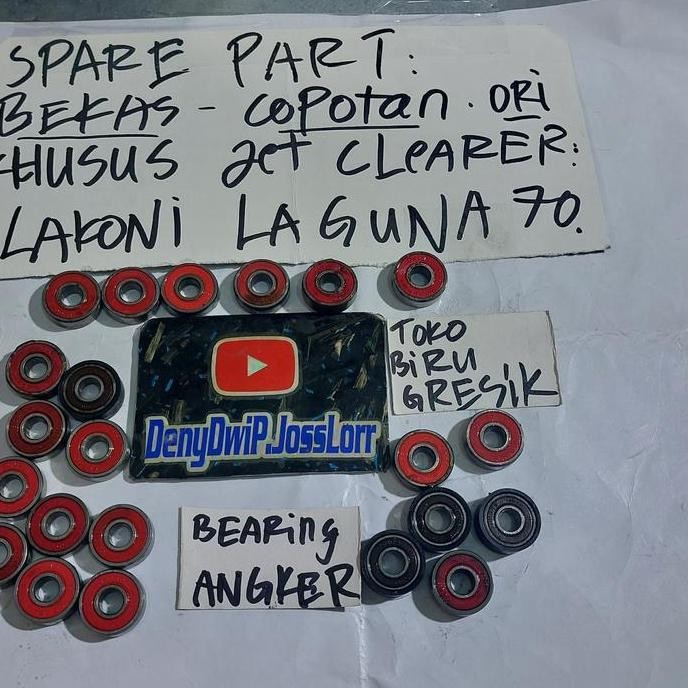 SPARE PART:
BEKAS - COPOTAN. ORI
KHUSUS JET CLEARER:
LAKONI LAGUNA 70.
TOKO
BIRU
GRESIK
DenyDwiP.JossLorr
BEARING
ANGKER